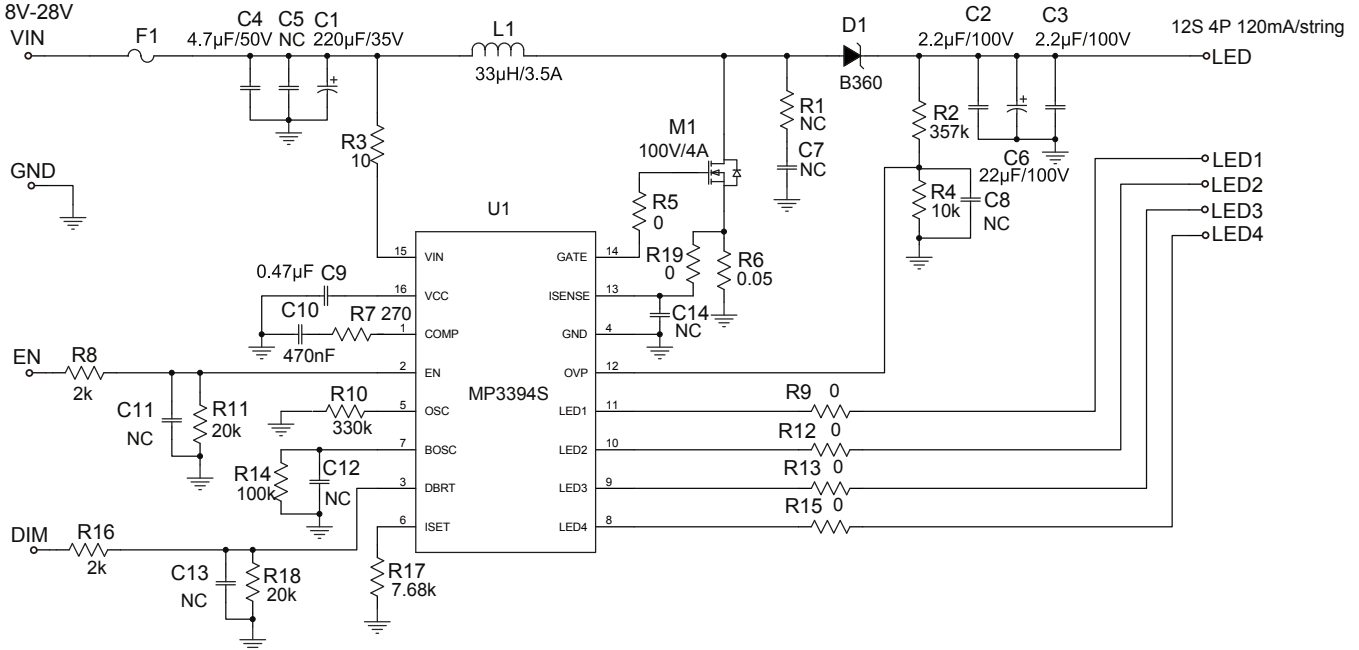 8V-28V
VIN
F1
C4
4.7µF/50V
C5
NC
C1
220µF/35V
+
L1
33µH/3.5A
D1
B360
C2
2.2µF/100V
C3
2.2µF/100V
12S 4P 120mA/string
LED
R3
10
M1
100V/4A
R1
NC
C7
NC
R2
357k
+
C6
22µF/100V
LED1
LED2
LED3
LED4
GND
R5
0
R4
10k
C8
NC
U1
R19
0
R6
0.05
15
VIN
GATE
14
0.47µF
C9
16
VCC
ISENSE
13
C10
470nF
R7 270
1
COMP
GND
4
C14
NC
EN
R8
2k
2
EN
OVP
12
MP3394S
C11
NC
R11
20k
R10
330k
5
OSC
LED1
11
R9 0
7
BOSC
LED2
10
R12 0
R14
100k
C12
NC
3
DBRT
LED3
9
R13 0
6
ISET
LED4
8
R15 0
DIM
R16
2k
C13
NC
R18
20k
R17
7.68k